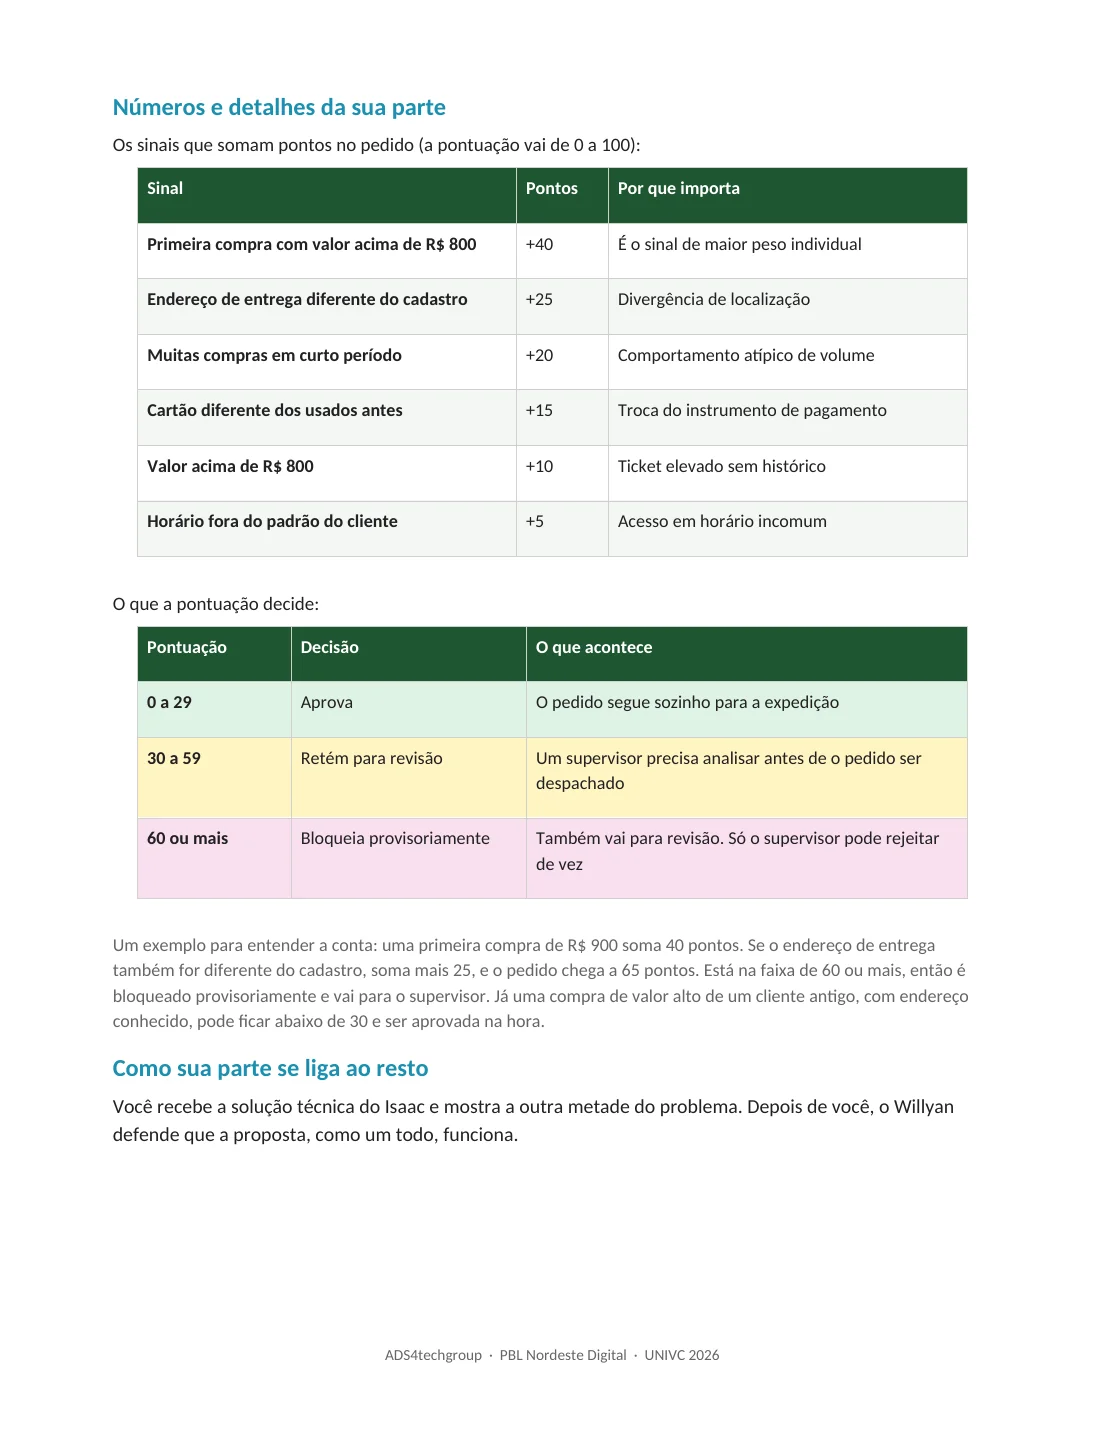 Números e detalhes da sua parte
Os sinais que somam pontos no pedido (a pontuação vai de 0 a 100):
Sinal Pontos Por que importa
Primeira compra com valor acima de R$ 800 +40 É o sinal de maior peso individual
Endereço de entrega diferente do cadastro +25 Divergência de localização
Muitas compras em curto período +20 Comportamento atípico de volume
Cartão diferente dos usados antes +15 Troca do instrumento de pagamento
Valor acima de R$ 800 +10 Ticket elevado sem histórico
Horário fora do padrão do cliente +5 Acesso em horário incomum
O que a pontuação decide:
Pontuação Decisão O que acontece
0 a 29 Aprova O pedido segue sozinho para a expedição
30 a 59 Retém para revisão Um supervisor precisa analisar antes de o pedido ser
despachado
60 ou mais Bloqueia provisoriamente Também vai para revisão. Só o supervisor pode rejeitar
de vez
Um exemplo para entender a conta: uma primeira compra de R$ 900 soma 40 pontos. Se o endereço de entrega
também for diferente do cadastro, soma mais 25, e o pedido chega a 65 pontos. Está na faixa de 60 ou mais, então é
bloqueado provisoriamente e vai para o supervisor. Já uma compra de valor alto de um cliente antigo, com endereço
conhecido, pode ficar abaixo de 30 e ser aprovada na hora.
Como sua parte se liga ao resto
Você recebe a solução técnica do Isaac e mostra a outra metade do problema. Depois de você, o Willyan
defende que a proposta, como um todo, funciona.
ADS4techgroup · PBL Nordeste Digital · UNIVC 2026